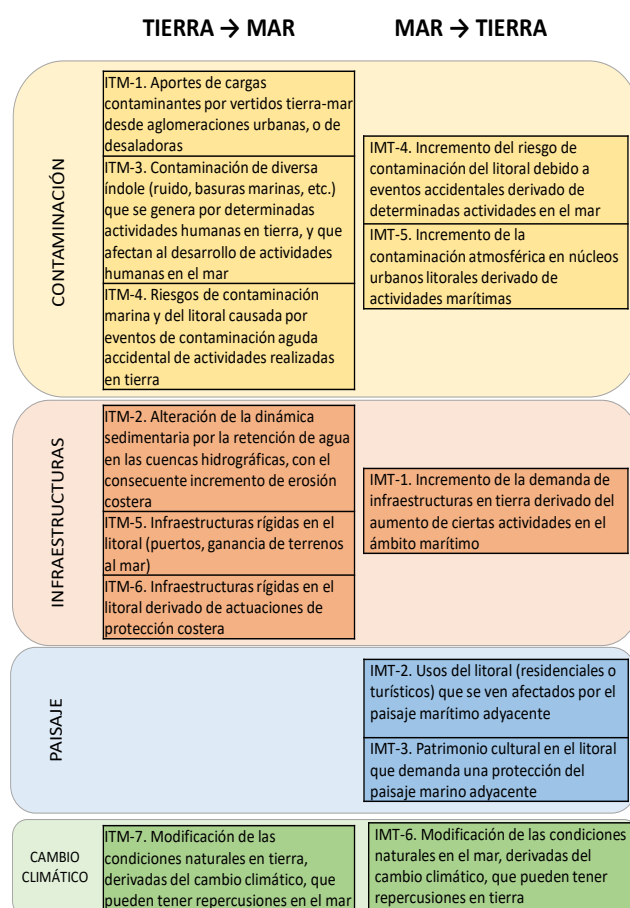 TIERRA → MAR
MAR → TIERRA
CONTAMINACIÓN
ITM-1. Aportes de cargas
contaminantes por vertidos tierra-mar
desde aglomeraciones urbanas, o de
desaladoras
ITM-3. Contaminación de diversa
índole (ruido, basuras marinas, etc.)
que se genera por determinadas
actividades humanas en tierra, y que
afectan al desarrollo de actividades
humanas en el mar
ITM-4. Riesgos de contaminación
marina y del litoral causada por
eventos de contaminación aguda
accidental de actividades realizadas
en tierra
IMT-4. Incremento del riesgo de
contaminación del litoral debido a
eventos accidentales derivado de
determinadas actividades en el mar
IMT-5. Incremento de la
contaminación atmosférica en núcleos
urbanos litorales derivado de
actividades marítimas
INFRAESTRUCTURAS
ITM-2. Alteración de la dinámica
sedimentaria por la retención de agua
en las cuencas hidrográficas, con el
consecuente incremento de erosión
costera
ITM-5. Infraestructuras rígidas en el
litoral (puertos, ganancia de terrenos
al mar)
ITM-6. Infraestructuras rígidas en el
litoral derivado de actuaciones de
protección costera
IMT-1. Incremento de la demanda de
infraestructuras en tierra derivado del
aumento de ciertas actividades en el
ámbito marítimo
PAISAJE
IMT-2. Usos del litoral (residenciales o
turísticos) que se ven afectados por el
paisaje marítimo adyacente
IMT-3. Patrimonio cultural en el litoral
que demanda una protección del
paisaje marino adyacente
CAMBIO
CLIMÁTICO
ITM-7. Modificación de las
condiciones naturales en tierra,
derivadas del cambio climático, que
pueden tener repercusiones en el mar
IMT-6. Modificación de las condiciones
naturales en el mar, derivadas del
cambio climático, que pueden tener
repercusiones en tierra